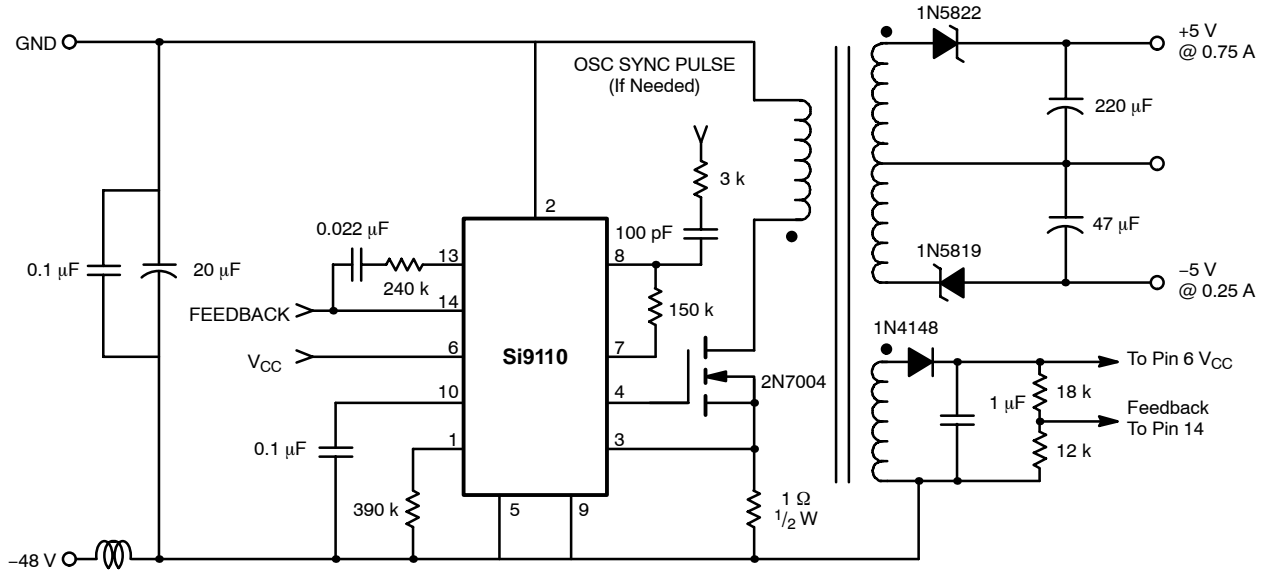 GND
OSC SYNC PULSE
(If Needed)
1N5822
+5 V
@ 0.75 A
220 μF
3 k
2
0.022 μF
100 pF
0.1 μF
20 μF
13
8
240 k
47 μF
1N5819
–5 V
@ 0.25 A
FEEDBACK
14
150 k
VCC
6
Si9110
7
1N4148
To Pin 6 VCC
10
4
2N7004
1 μF
18 k
Feedback
To Pin 14
0.1 μF
1
3
12 k
390 k
5
9
1 Ω
1/2 W
–48 V